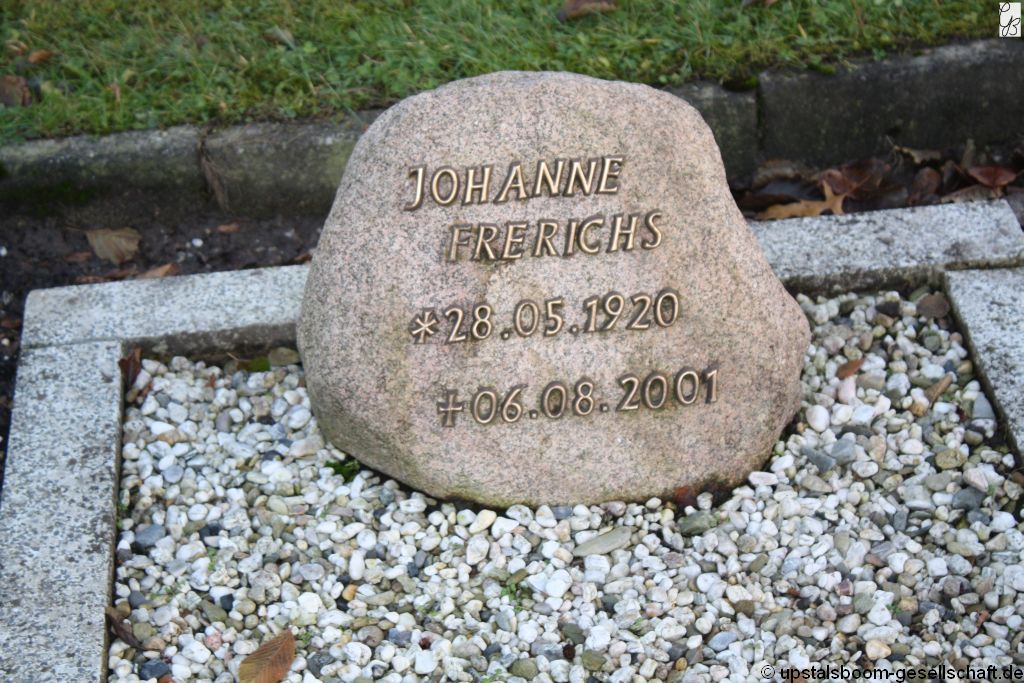 JOHANNE
FRERICHS
*28.05.1920
✝06.08.2001
© upstalsboom-gesellschaft.de